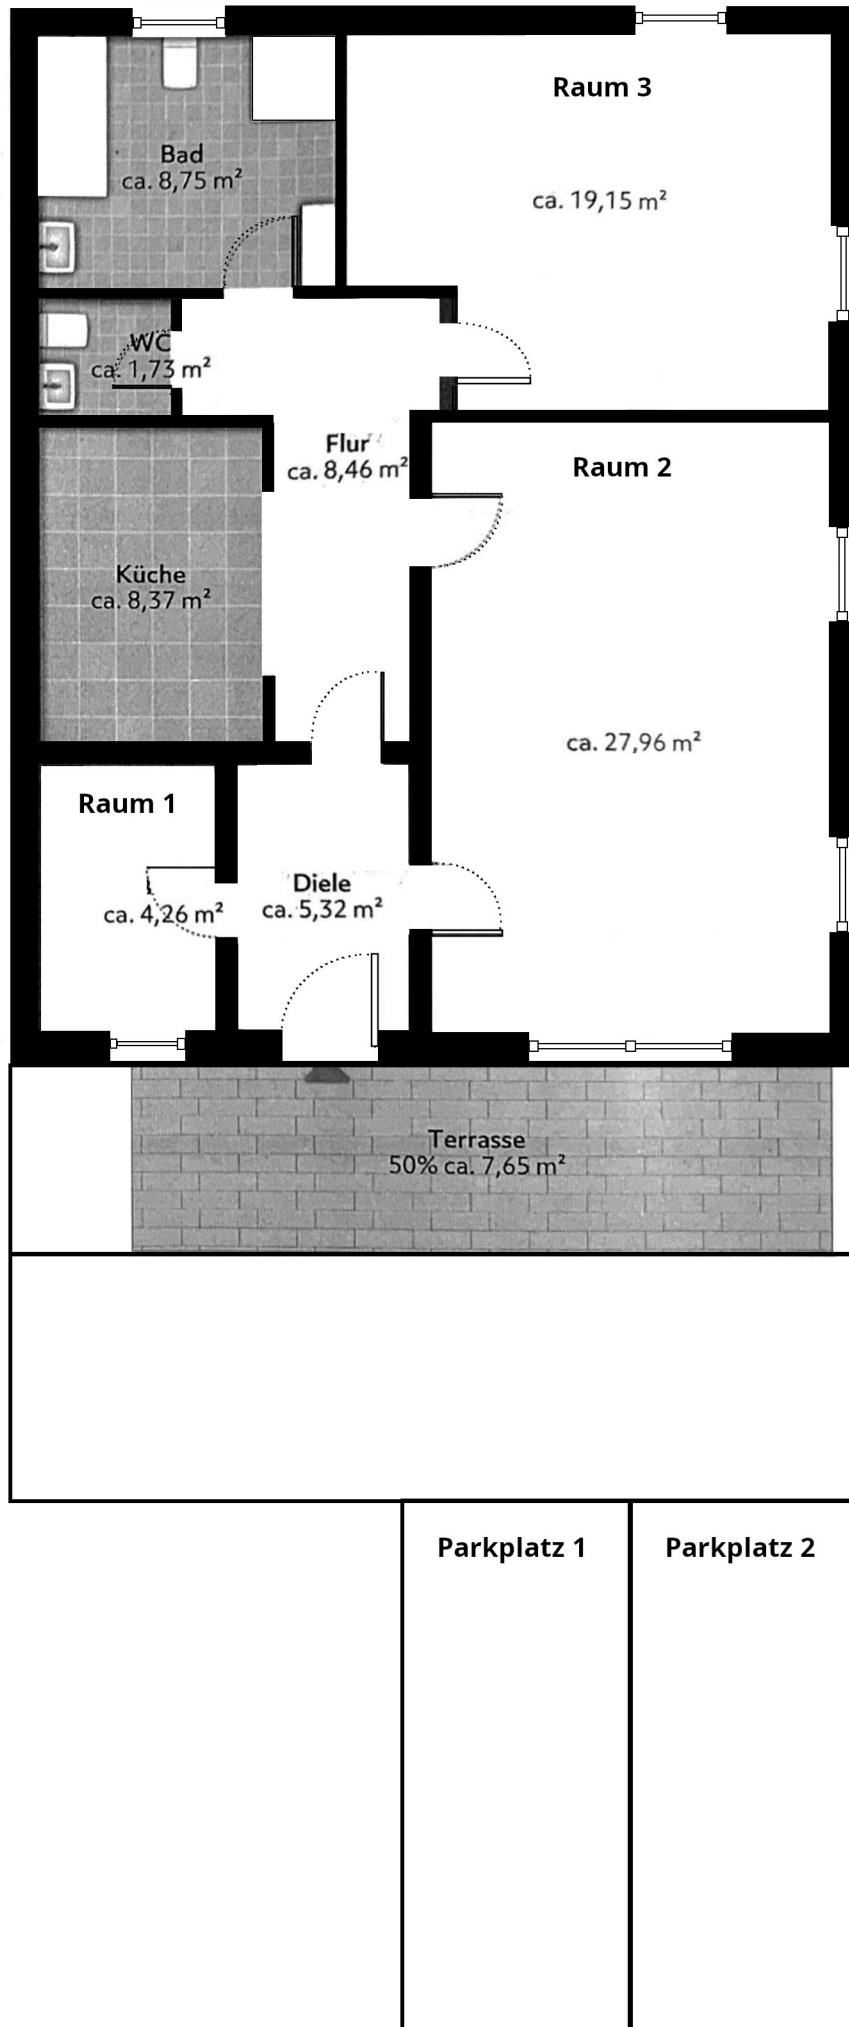 Raum 3
ca. 19,15 m²
Bad
ca. 8,75 m²
WC
ca. 1,73 m²
Flur
ca. 8,46 m²
Raum 2
ca. 27,96 m²
Küche
ca. 8,37 m²
Raum 1
ca. 4,26 m²
Diele
ca. 5,32 m²
Terrasse
50% ca. 7,65 m²
Parkplatz 1
Parkplatz 2